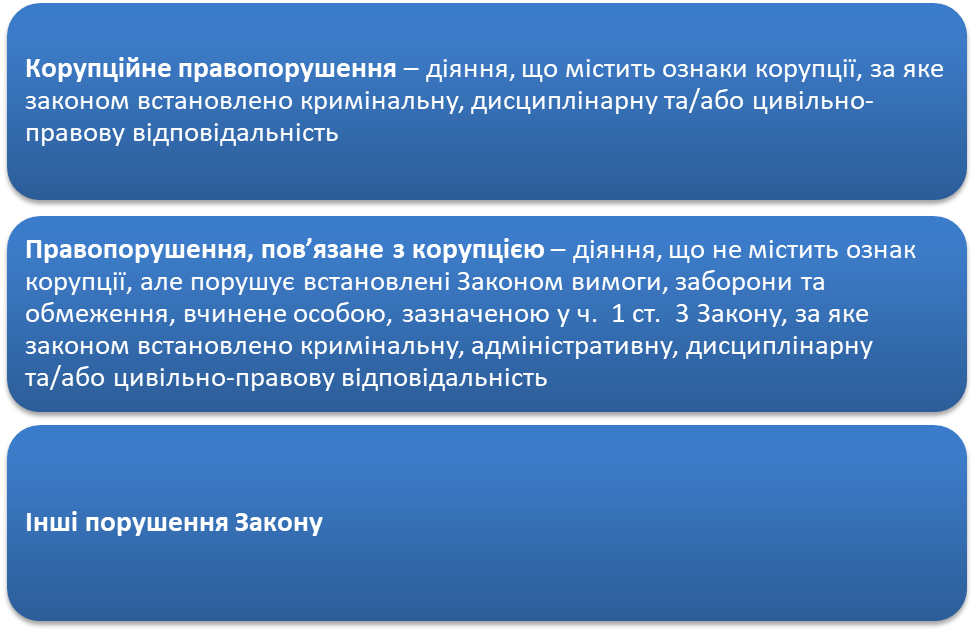 Корупційне правопорушення – діяння, що містить ознаки корупції, за яке
законом встановлено кримінальну, дисциплінарну та/або цивільно-
правову відповідальність
Правопорушення, пов’язане з корупцією – діяння, що не містить ознак
корупції, але порушує встановлені Законом вимоги, заборони та
обмеження, вчинене особою, зазначеною у ч. 1 ст. 3 Закону, за яке
законом встановлено кримінальну, адміністративну, дисциплінарну
та/або цивільно-правову відповідальність
Інші порушення Закону